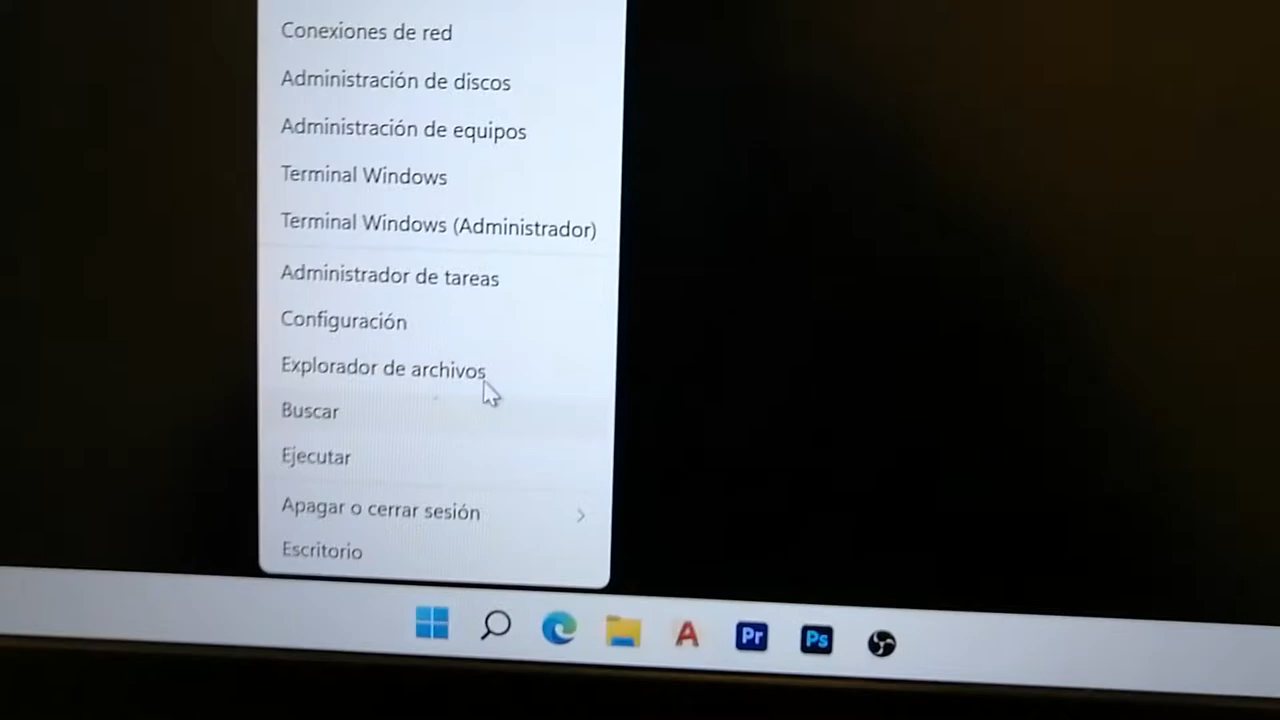 Conexiones de red
Administración de discos
Administración de equipos
Terminal Windows
Terminal Windows (Administrador)
Administrador de tareas
Configuración
Explorador de archivos
Buscar
Ejecutar
Apagar o cerrar sesión
Escritorio
A
Pr
Ps